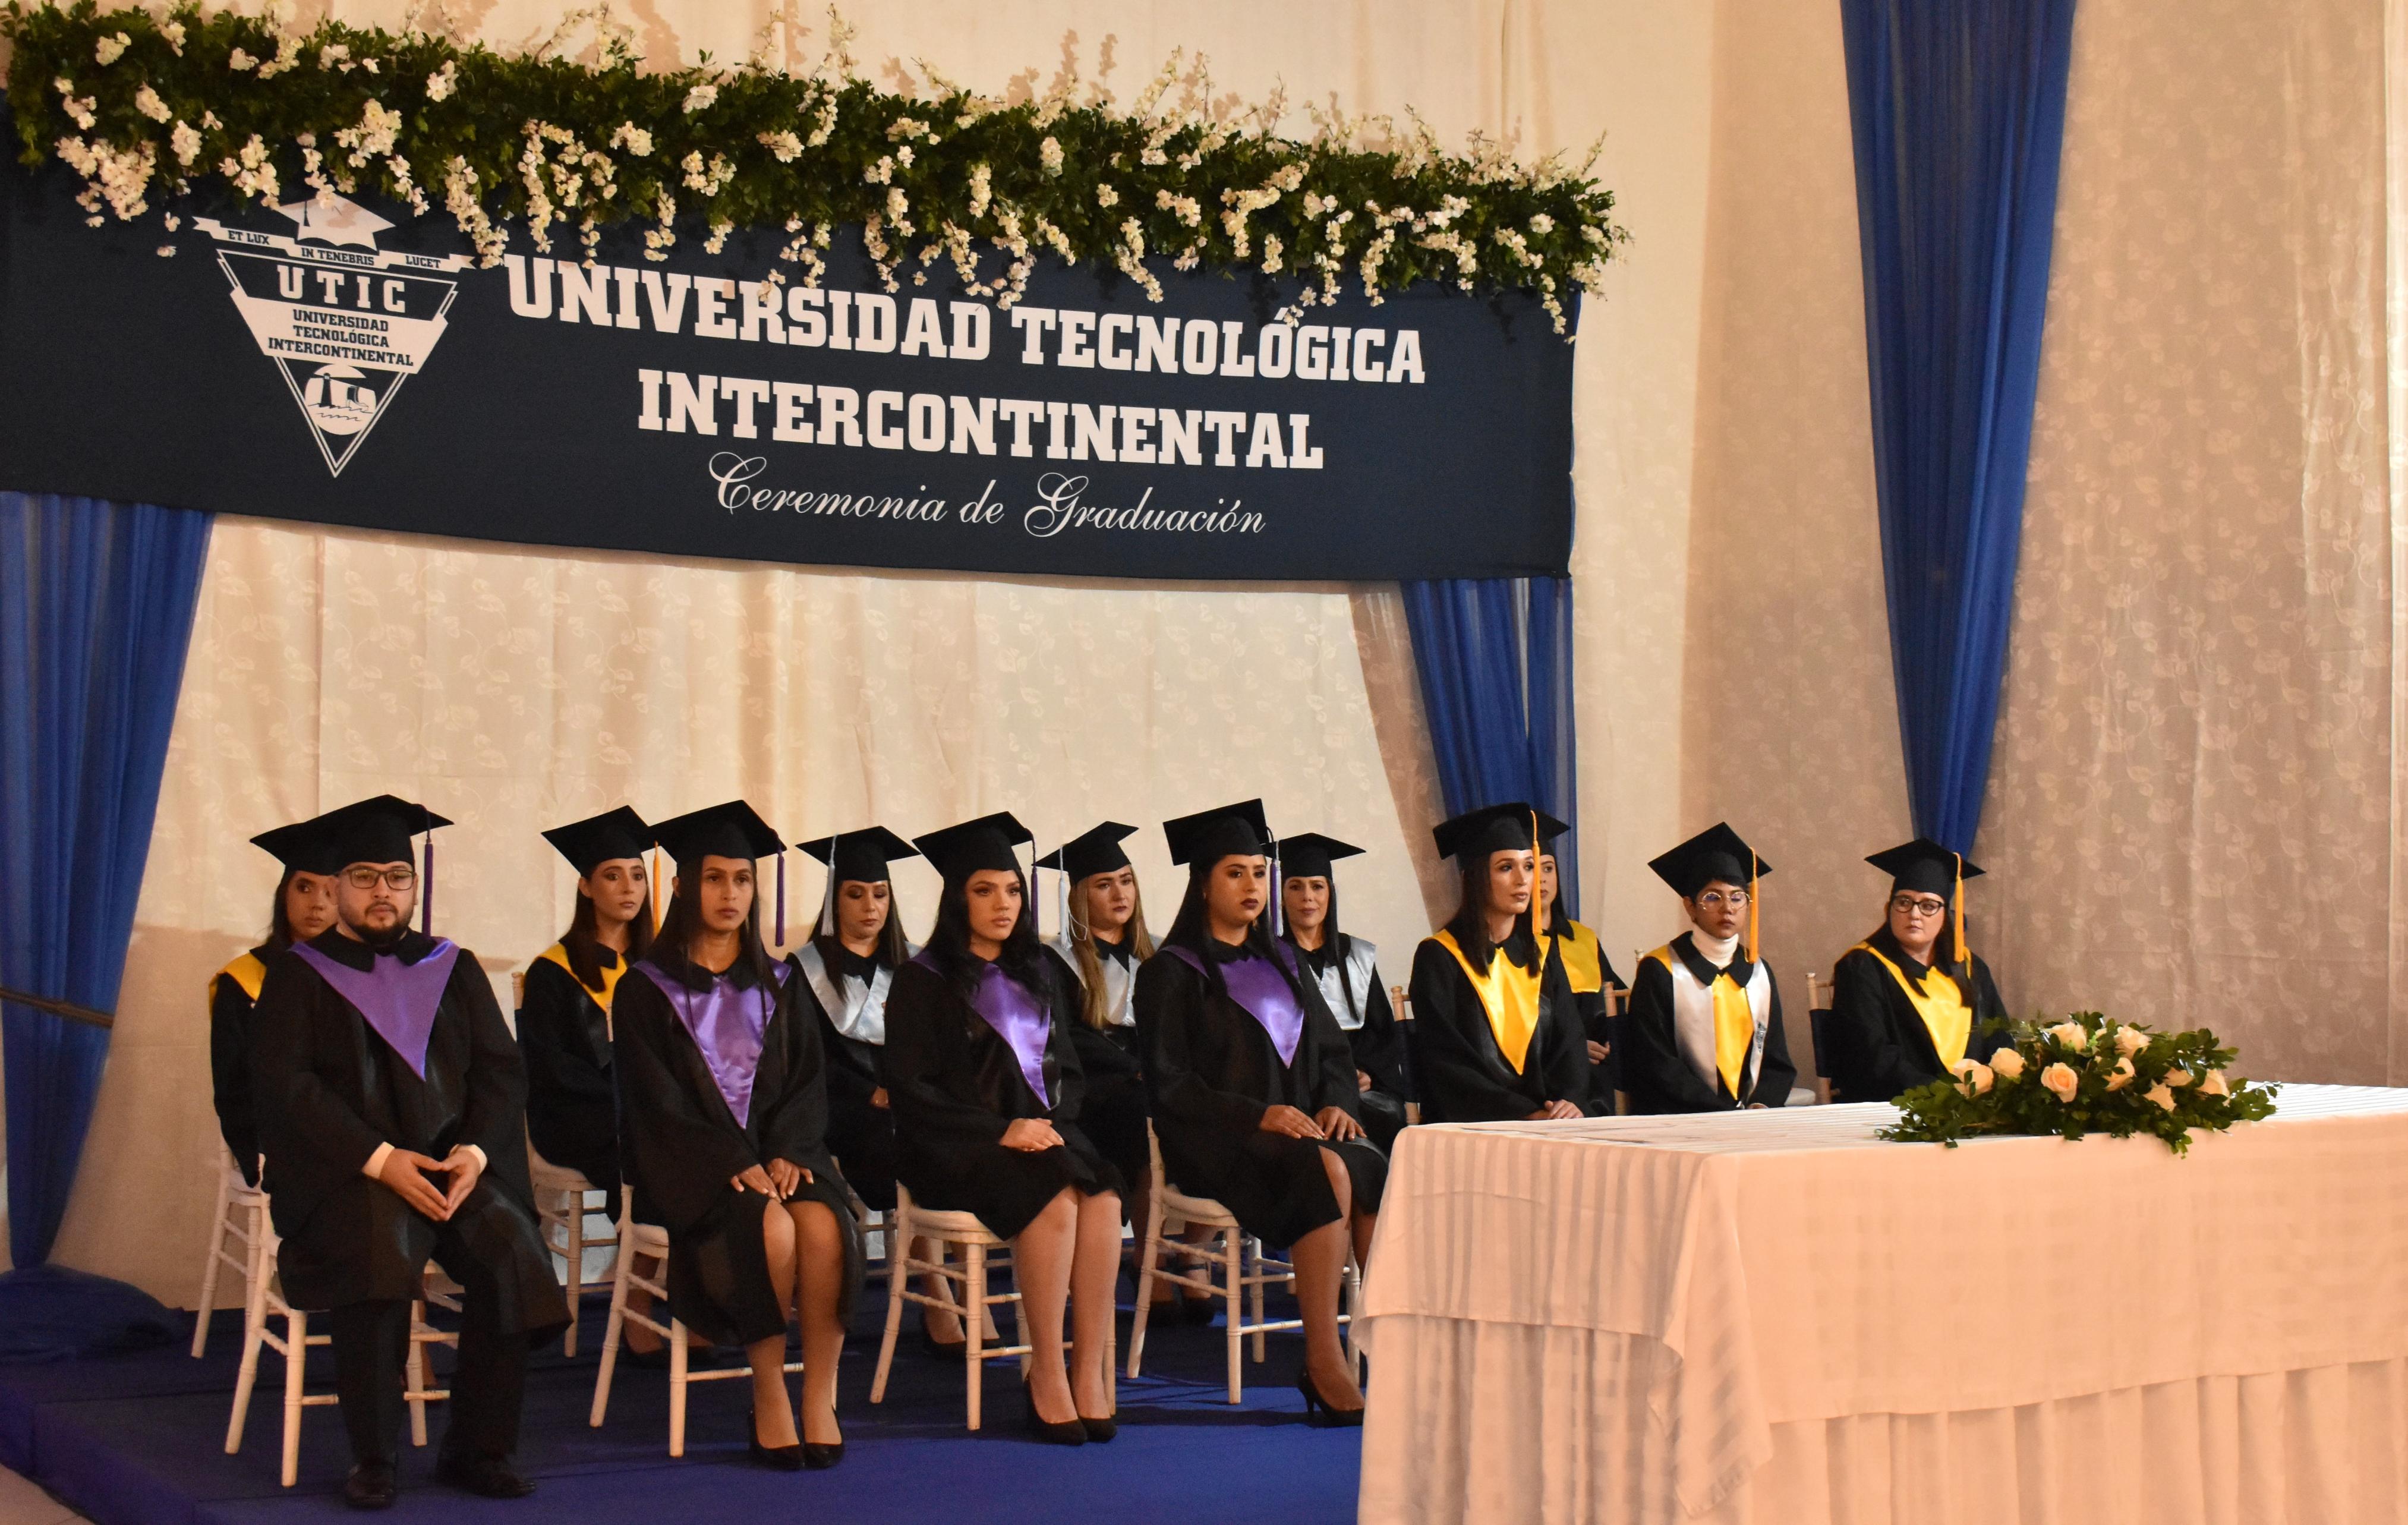 ET LUX
IN TENEBRIS
LUCET
UTIC
UNIVERSIDAD
TECNOLÓGICA
INTERCONTINENTAL
UNIVERSIDAD TECNOLÓGICA
INTERCONTINENTAL
Ceremonia de Graduación